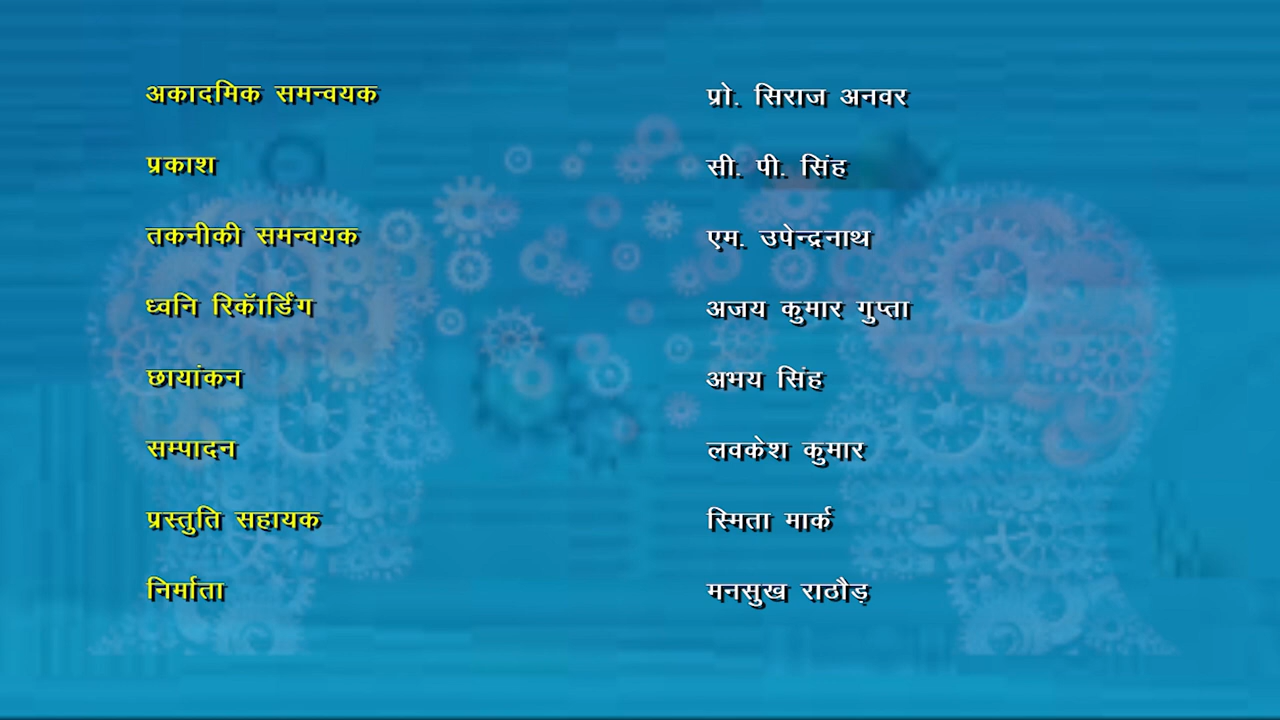 अकादमिक समन्वयक प्रो. सिराज अनवर
प्रकाश सी. पी. सिंह
तकनीकी समन्वयक एम. उपेन्द्रनाथ
ध्वनि रिकॅार्डिंग अजय कुमार गुप्ता
छायांकन अभय सिंह
सम्पादन लवकेश कुमार
प्रस्तुति सहायक स्मिता मार्क
निर्माता मनसुख राठौड़